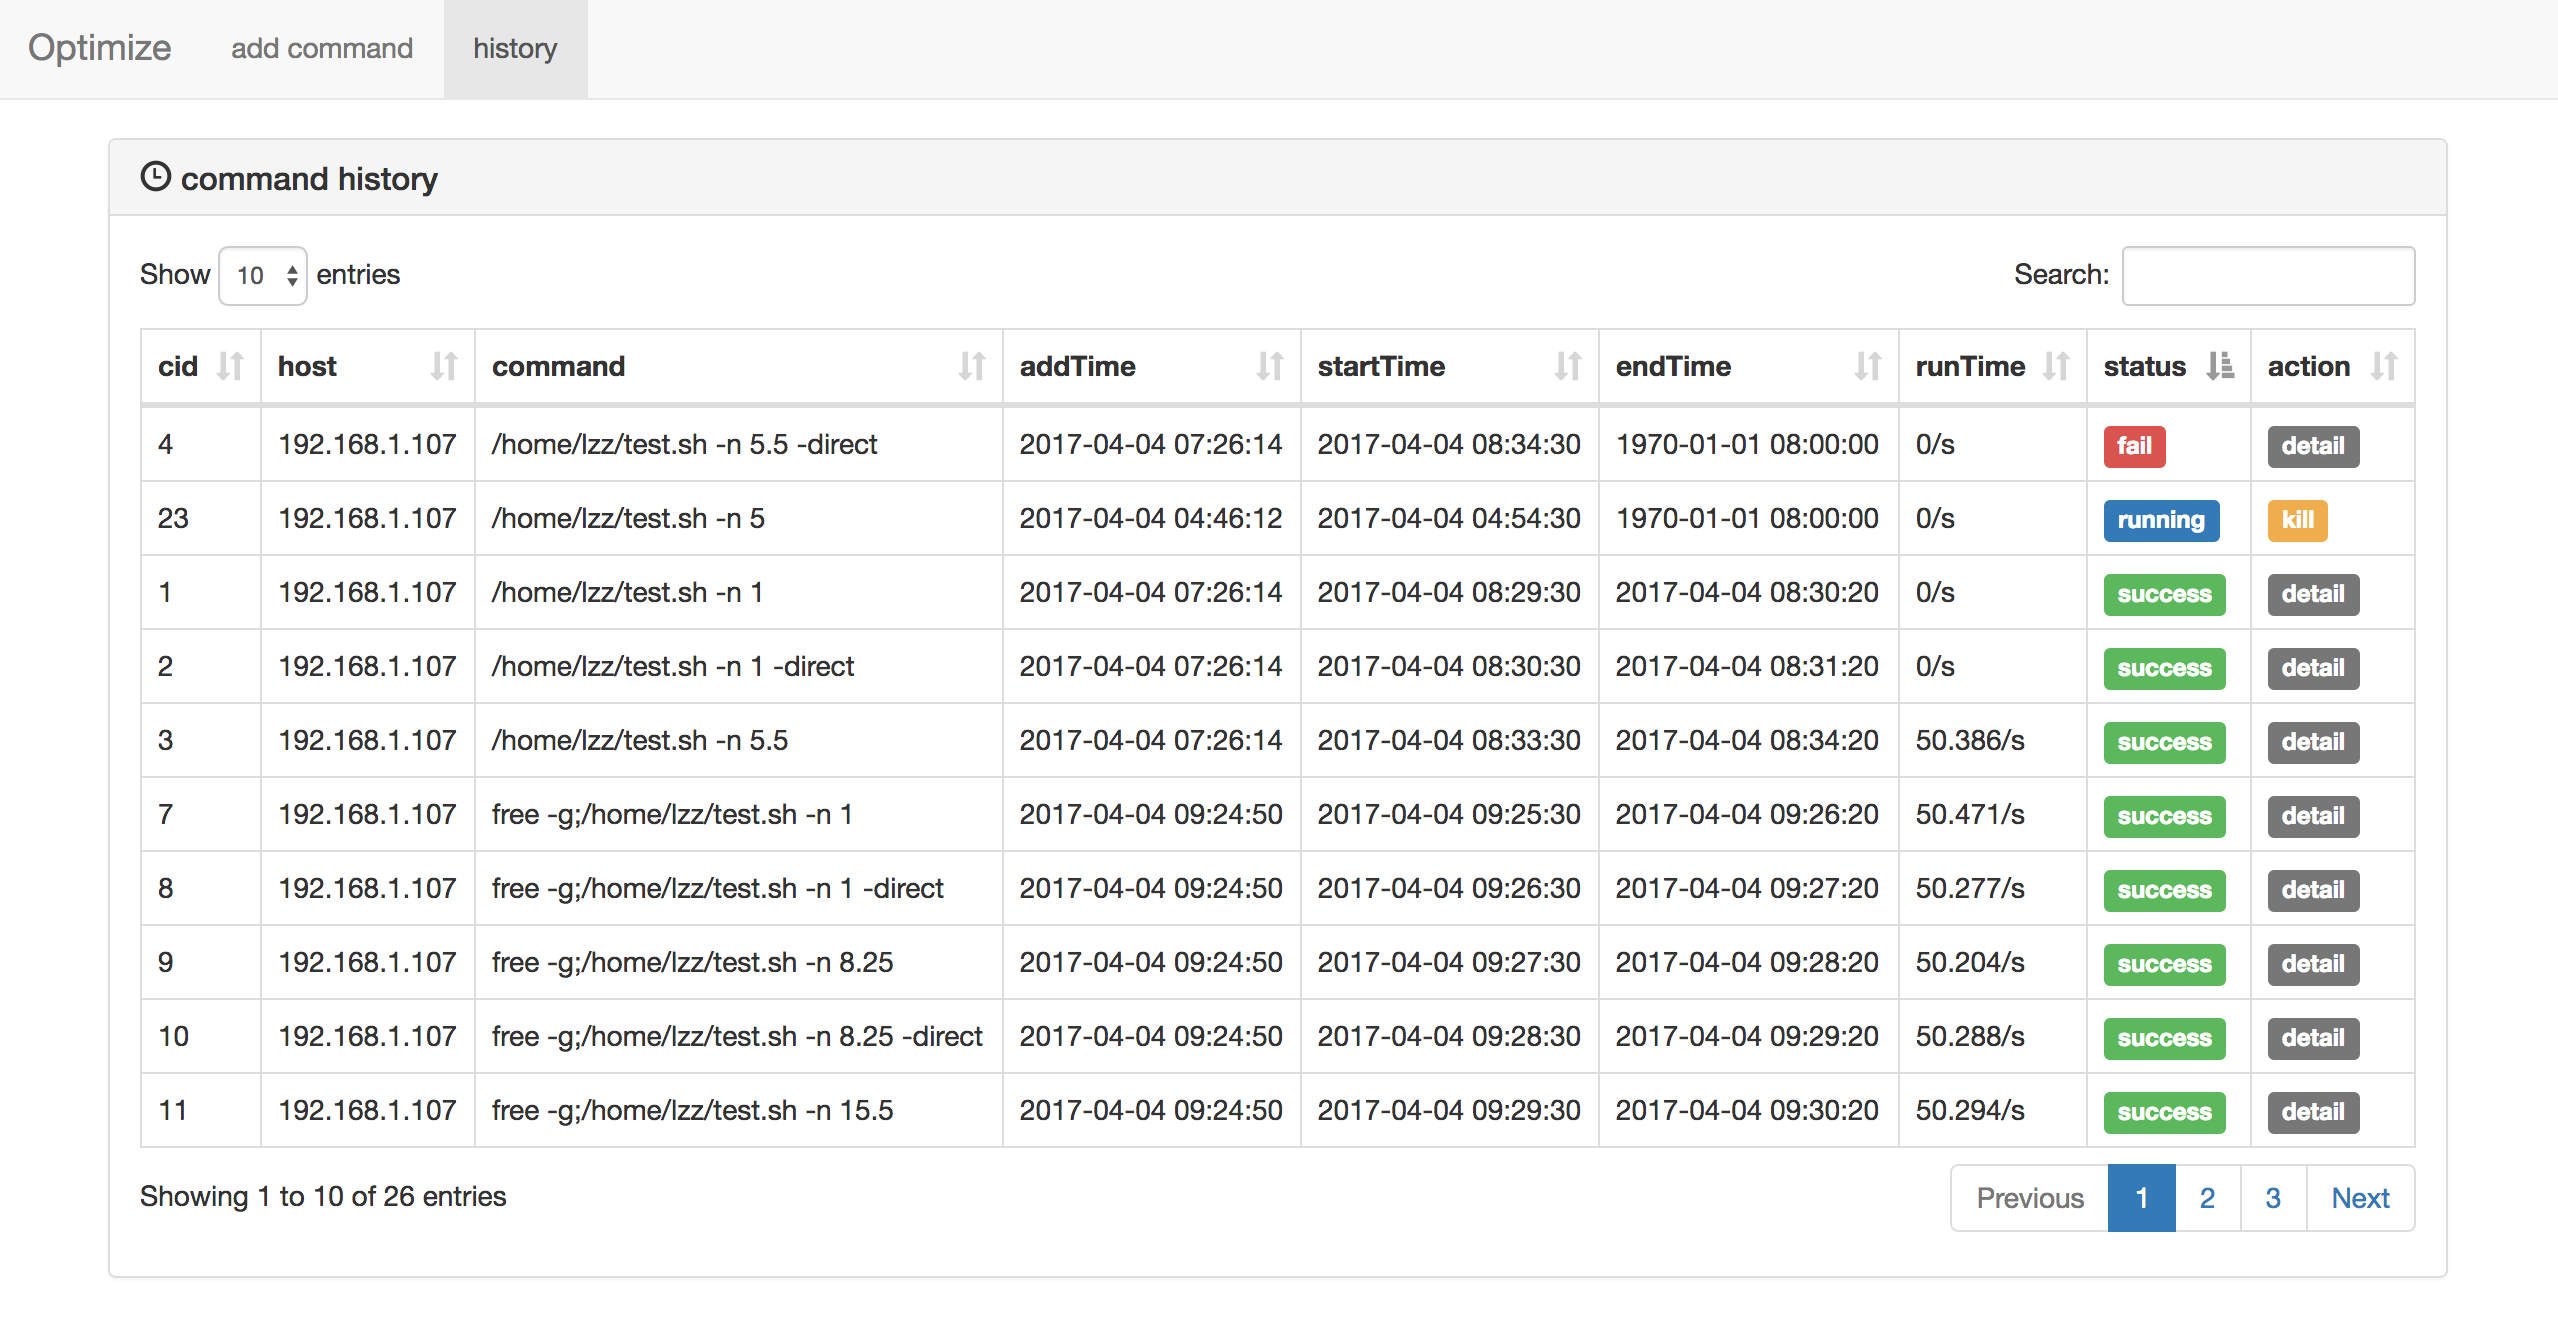 Optimize add command history
command history
Show 10 entries Search:
cid host command addTime startTime endTime runTime status action
4 192.168.1.107 /home/lzz/test.sh -n 5.5 -direct 2017-04-04 07:26:14 2017-04-04 08:34:30 1970-01-01 08:00:00 0/s fail detail
23 192.168.1.107 /home/lzz/test.sh -n 5 2017-04-04 04:46:12 2017-04-04 04:54:30 1970-01-01 08:00:00 0/s running kill
1 192.168.1.107 /home/lzz/test.sh -n 1 2017-04-04 07:26:14 2017-04-04 08:29:30 2017-04-04 08:30:20 0/s success detail
2 192.168.1.107 /home/lzz/test.sh -n 1 -direct 2017-04-04 07:26:14 2017-04-04 08:30:30 2017-04-04 08:31:20 0/s success detail
3 192.168.1.107 /home/lzz/test.sh -n 5.5 2017-04-04 07:26:14 2017-04-04 08:33:30 2017-04-04 08:34:20 50.386/s success detail
7 192.168.1.107 free -g;/home/lzz/test.sh -n 1 2017-04-04 09:24:50 2017-04-04 09:25:30 2017-04-04 09:26:20 50.471/s success detail
8 192.168.1.107 free -g;/home/lzz/test.sh -n 1 -direct 2017-04-04 09:24:50 2017-04-04 09:26:30 2017-04-04 09:27:20 50.277/s success detail
9 192.168.1.107 free -g;/home/lzz/test.sh -n 8.25 2017-04-04 09:24:50 2017-04-04 09:27:30 2017-04-04 09:28:20 50.204/s success detail
10 192.168.1.107 free -g;/home/lzz/test.sh -n 8.25 -direct 2017-04-04 09:24:50 2017-04-04 09:28:30 2017-04-04 09:29:20 50.288/s success detail
11 192.168.1.107 free -g;/home/lzz/test.sh -n 15.5 2017-04-04 09:24:50 2017-04-04 09:29:30 2017-04-04 09:30:20 50.294/s success detail
Showing 1 to 10 of 26 entries Previous 1 2 3 Next